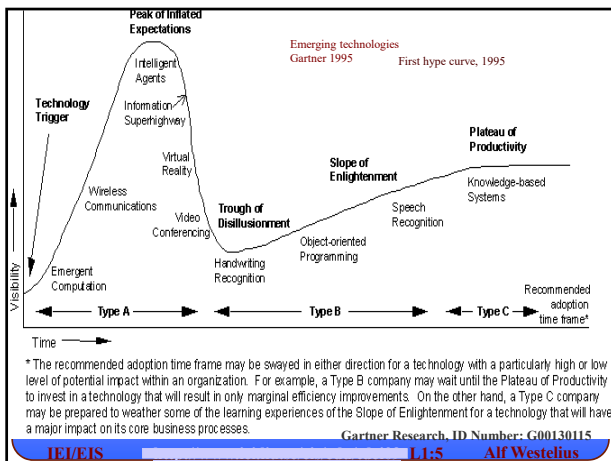 Peak of Inflated
Expectations
Emerging technologies
Gartner 1995
First hype curve, 1995
Intelligent
Agents
Technology
Trigger
Information
Superhighway
Plateau of
Productivity
Slope of
Enlightenment
Virtual
Reality
Knowledge-based
Systems
Wireless
Communications
Trough of
Disillusionment
Speech
Recognition
Video
Conferencing
Object-oriented
Programming
Handwriting
Recognition
Emergent
Computation
Visibility
Type A
Type B
Type C
Recommended
adoption
time frame*
Time
* The recommended adoption time frame may be swayed in either direction for a technology with a particularly high or low
level of potential impact within an organization. For example, a Type B company may wait until the Plateau of Productivity
to invest in a technology that will result in only marginal efficiency improvements. On the other hand, a Type C company
may be prepared to weather some of the learning experiences of the Slope of Enlightenment for a technology that will have
a major impact on its core business processes.
Gartner Research, ID Number: G00130115
IEI/EIS L1:5 Alf Westelius